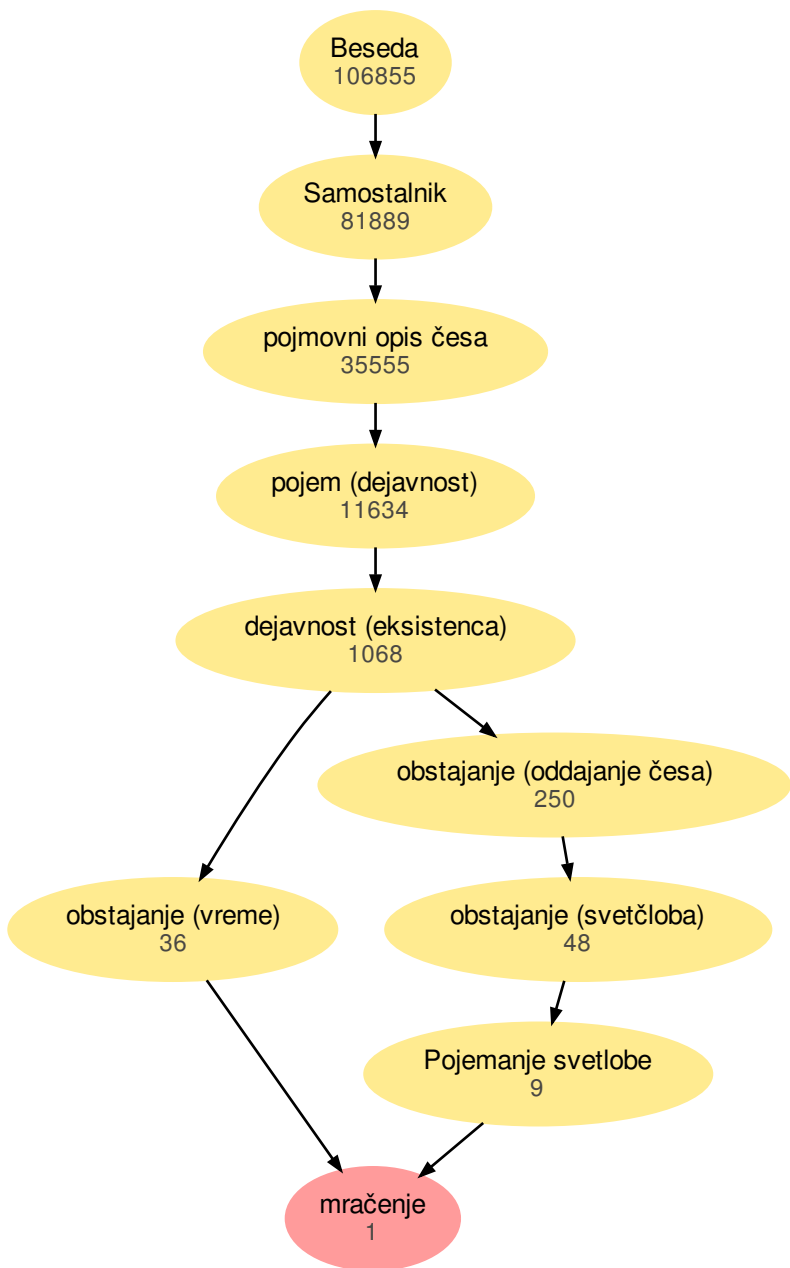 Beseda
106855
Samostalnik
81889
pojmovni opis česa
35555
pojem (dejavnost)
11634
dejavnost (eksistenca)
1068
obstajanje (oddajanje česa)
250
obstajanje (vreme)
36
obstajanje (svetčloba)
48
Pojemanje svetlobe
9
mračenje
1